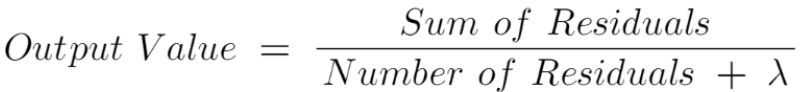 Output Value = Sum of Residuals / Number of Residuals + λ